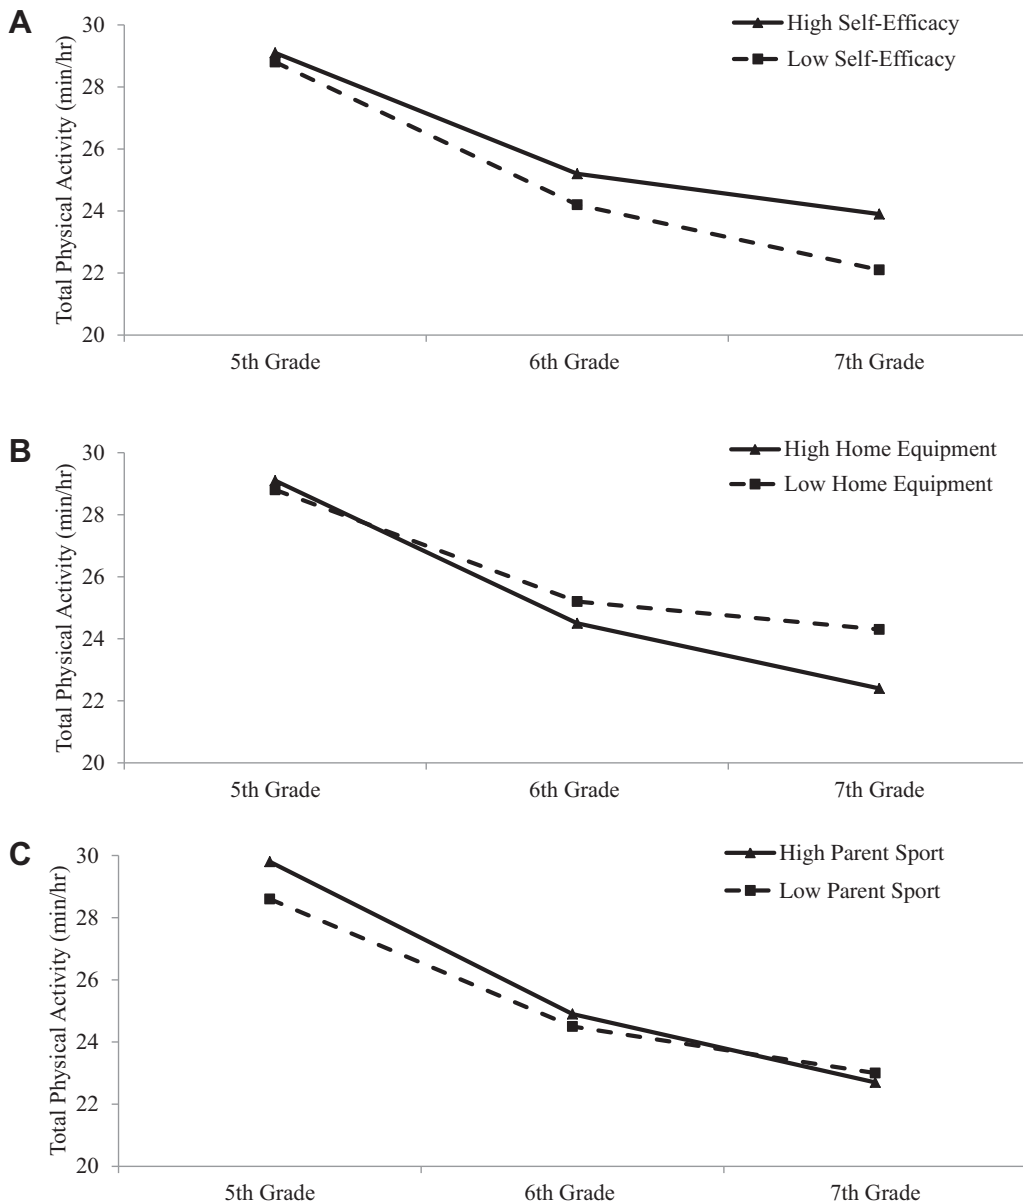 A
Total Physical Activity (min/hr)
30
28
26
24
22
20
High Self-Efficacy
Low Self-Efficacy
5th Grade 6th Grade 7th Grade
B
Total Physical Activity (min/hr)
30
28
26
24
22
20
High Home Equipment
Low Home Equipment
5th Grade 6th Grade 7th Grade
C
Total Physical Activity (min/hr)
30
28
26
24
22
20
High Parent Sport
Low Parent Sport
5th Grade 6th Grade 7th Grade